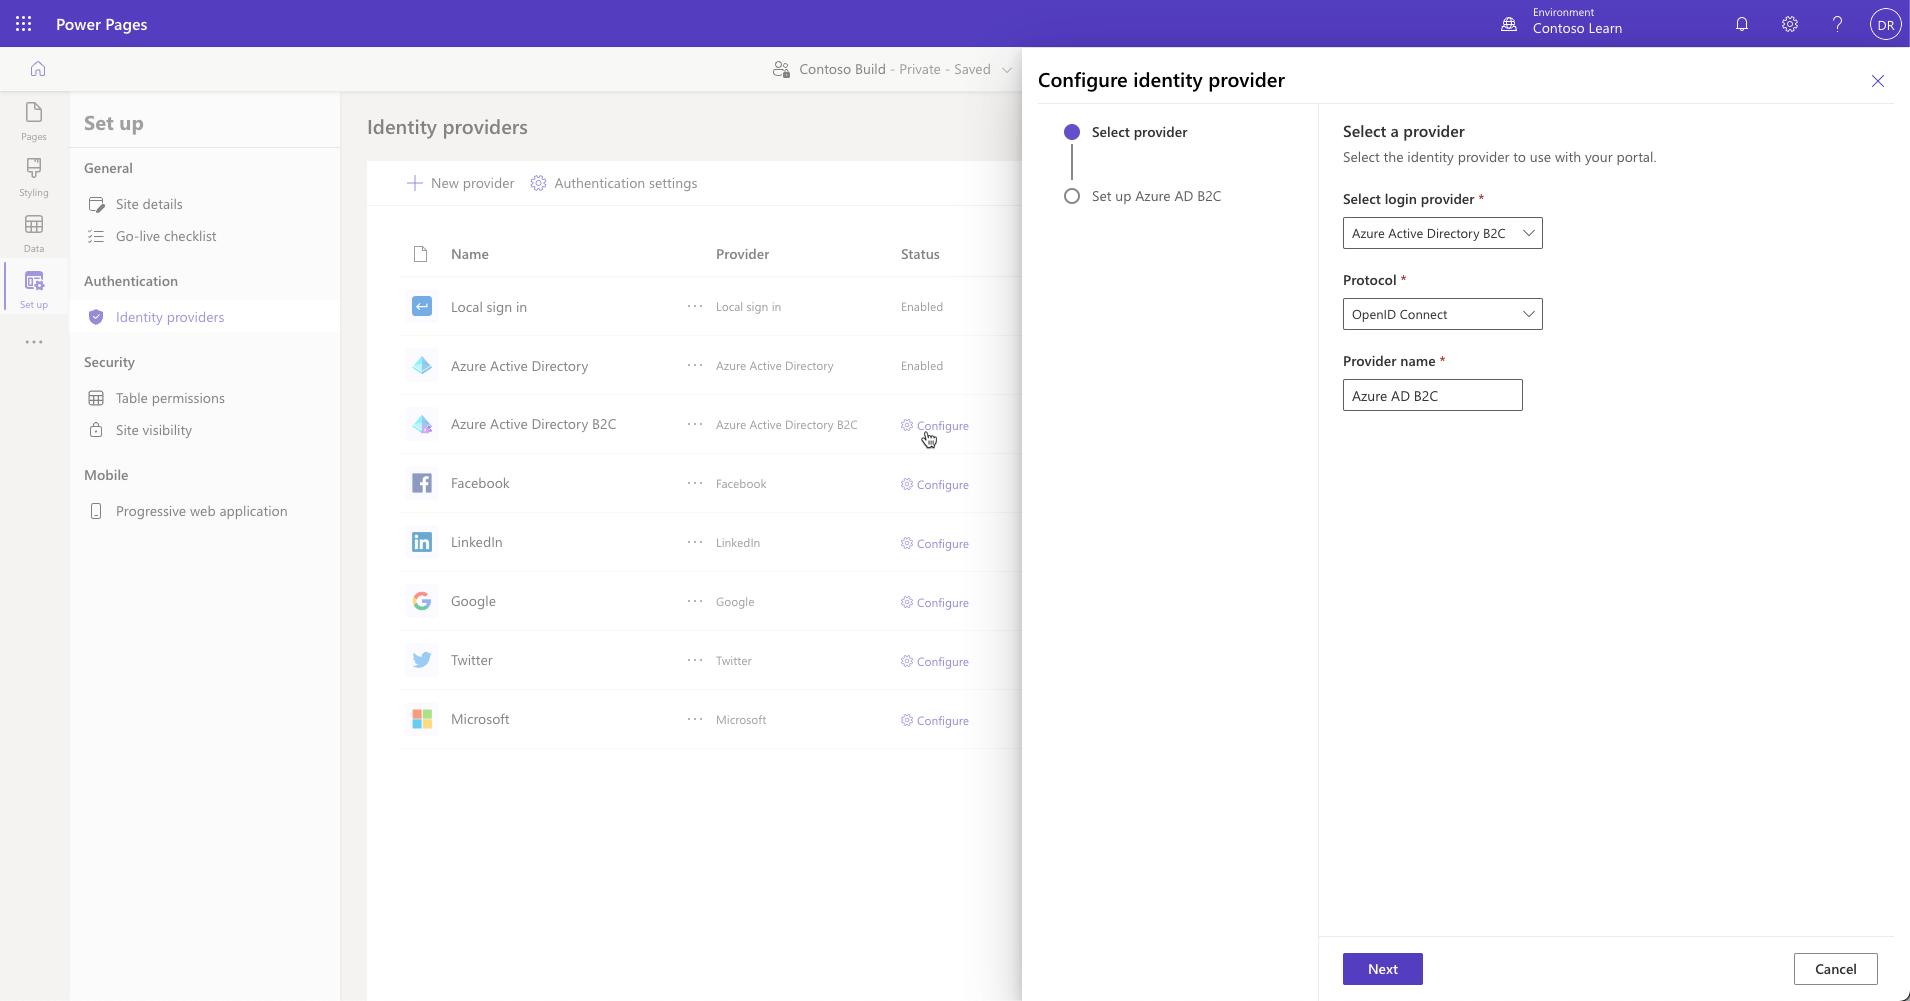 Power Pages
Environment
Contoso Learn
DR
Contoso Build - Private - Saved
Pages
Styling
Data
Set up
Set up
General
Site details
Go-live checklist
Authentication
Identity providers
Security
Table permissions
Site visibility
Mobile
Progressive web application
Identity providers
New provider
Authentication settings
Name Provider Status
Local sign in ··· Local sign in Enabled
Azure Active Directory ··· Azure Active Directory Enabled
Azure Active Directory B2C ··· Azure Active Directory B2C Configure
Facebook ··· Facebook Configure
LinkedIn ··· LinkedIn Configure
Google ··· Google Configure
Twitter ··· Twitter Configure
Microsoft ··· Microsoft Configure
Configure identity provider
Select provider
Set up Azure AD B2C
Select a provider
Select the identity provider to use with your portal.
Select login provider *
Azure Active Directory B2C
Protocol *
OpenID Connect
Provider name *
Azure AD B2C
Next
Cancel